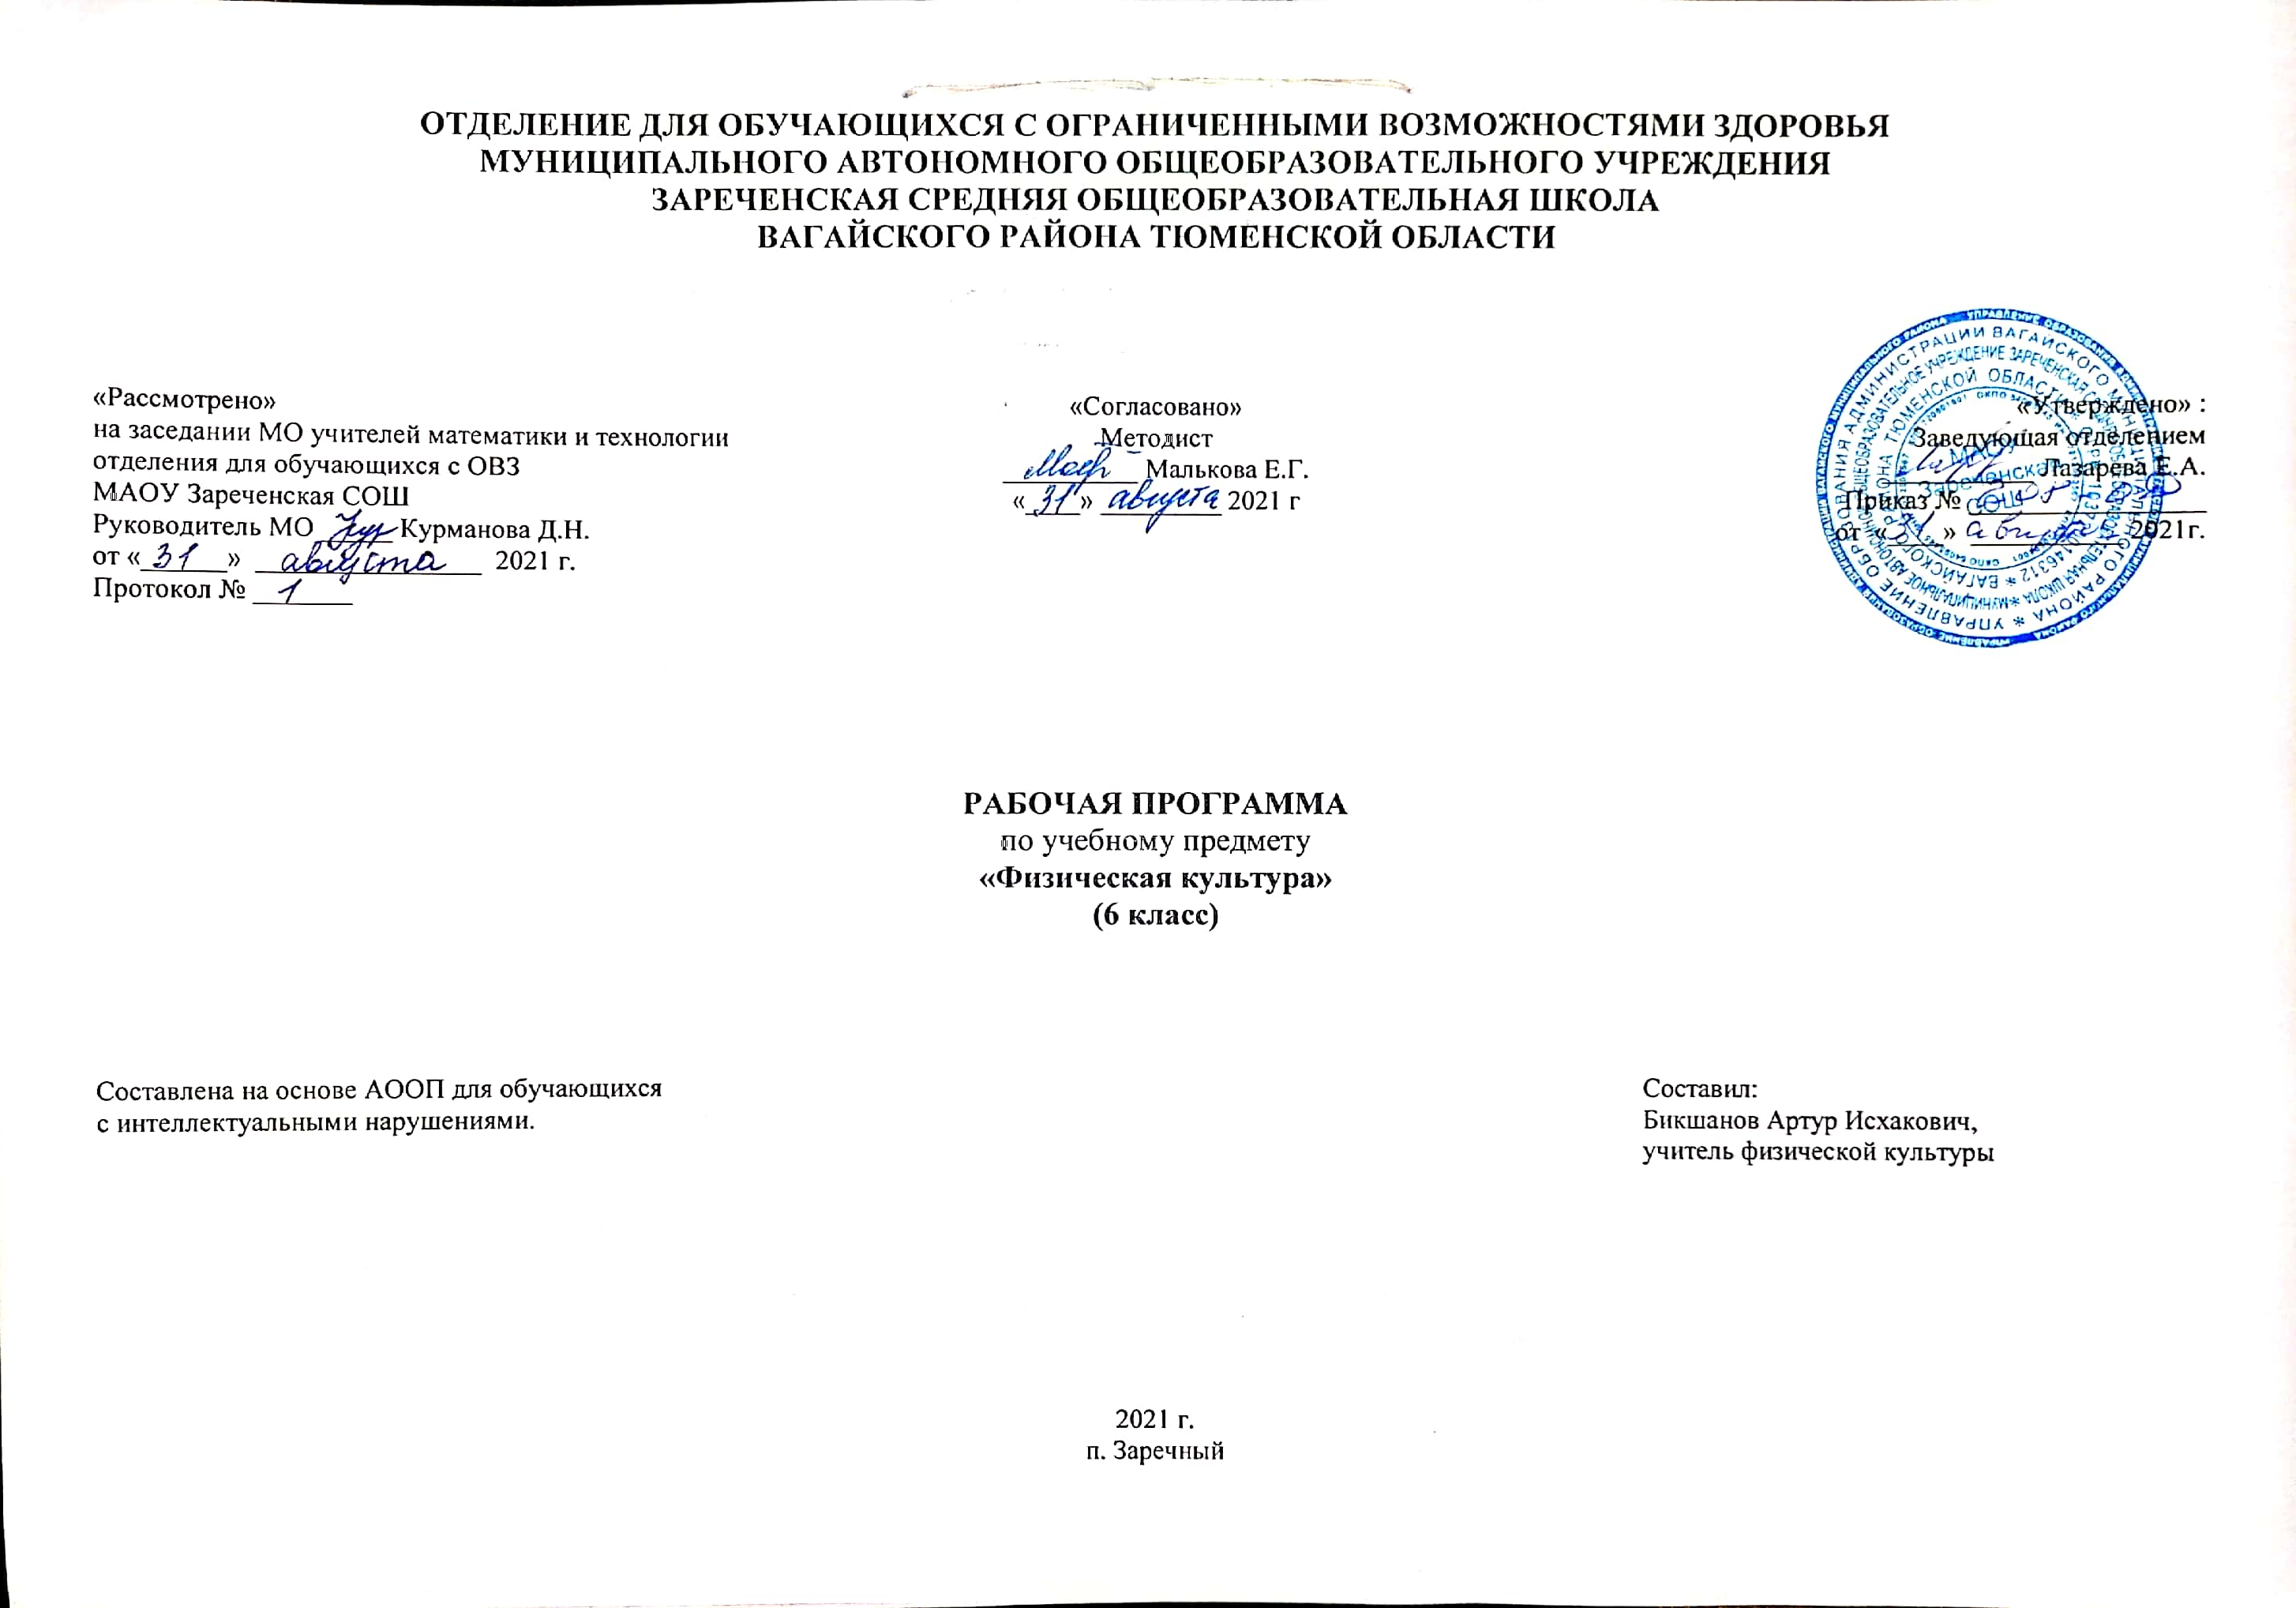 ОТДЕЛЕНИЕ ДЛЯ ОБУЧАЮЩИХСЯ С ОГРАНИЧЕННЫМИ ВОЗМОЖНОСТЯМИ ЗДОРОВЬЯ
МУНИЦИПАЛЬНОГО АВТОНОМНОГО ОБЩЕОБРАЗОВАТЕЛЬНОГО УЧРЕЖДЕНИЯ
ЗАРЕЧЕНСКАЯ СРЕДНЯЯ ОБЩЕОБРАЗОВАТЕЛЬНАЯ ШКОЛА
ВАГАЙСКОГО РАЙОНА ТЮМЕНСКОЙ ОБЛАСТИ
«Рассмотрено»
на заседании МО учителей математики и технологии
отделения для обучающихся с ОВЗ
МАОУ Зареченская СОШ
Руководитель МО Курманова Д.Н.
от «31» августа 2021 г.
Протокол № 1
«Согласовано»
Методист
Малькова Е.Г.
«31» августа 2021 г
«Утверждено» :
Заведующая отделением
Лазарева Е.А.
Приказ №
от «31» августа 2021г.
МАОУ
Зареченская
СОШ
РАБОЧАЯ ПРОГРАММА
по учебному предмету
«Физическая культура»
(6 класс)
Составлена на основе АООП для обучающихся
с интеллектуальными нарушениями.
Составил:
Бикшанов Артур Исхакович,
учитель физической культуры
2021 г.
п. Заречный